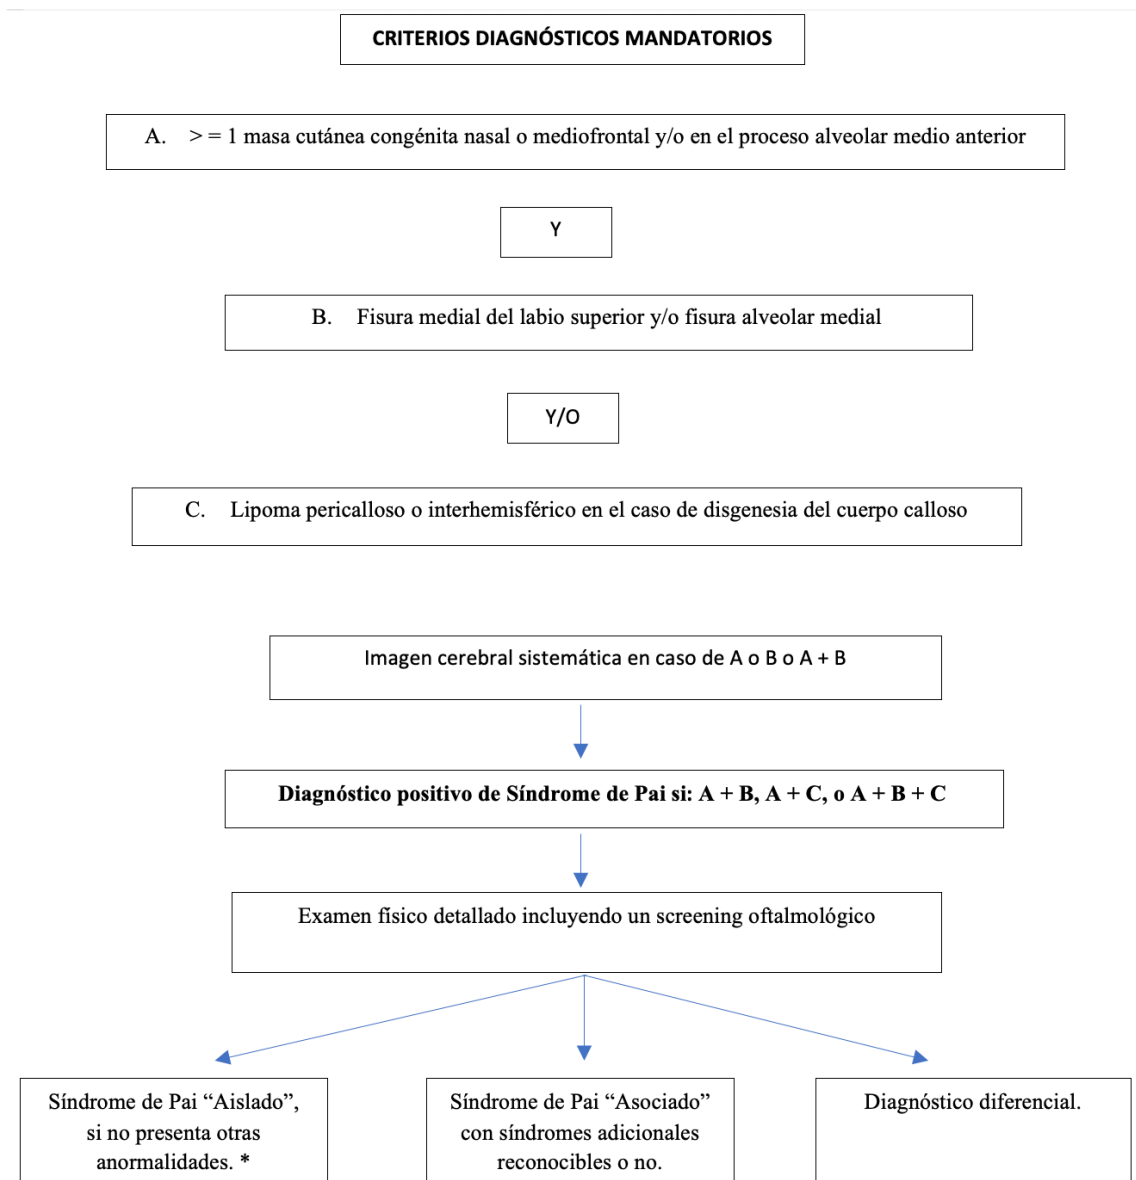 CRITERIOS DIAGNÓSTICOS MANDATORIOS
A. > = 1 masa cutánea congénita nasal o mediofrontal y/o en el proceso alveolar medio anterior
Y
B. Fisura medial del labio superior y/o fisura alveolar medial
Y/O
C. Lipoma pericalloso o interhemisférico en el caso de disgenesia del cuerpo calloso
Imagen cerebral sistemática en caso de A o B o A + B
Diagnóstico positivo de Síndrome de Pai si: A + B, A + C, o A + B + C
Examen físico detallado incluyendo un screening oftalmológico
Síndrome de Pai “Aislado”,
si no presenta otras
anormalidades. *
Síndrome de Pai “Asociado”
con síndromes adicionales
reconocibles o no.
Diagnóstico diferencial.